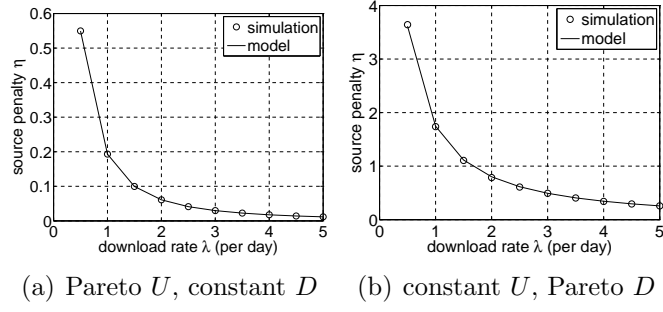 source penalty η
0.6
0.5
0.4
0.3
0.2
0.1
0
0 1 2 3 4 5
download rate λ (per day)
simulation
model
(a) Pareto U, constant D
source penalty η
4
3
2
1
0
0 1 2 3 4 5
download rate λ (per day)
simulation
model
(b) constant U, Pareto D